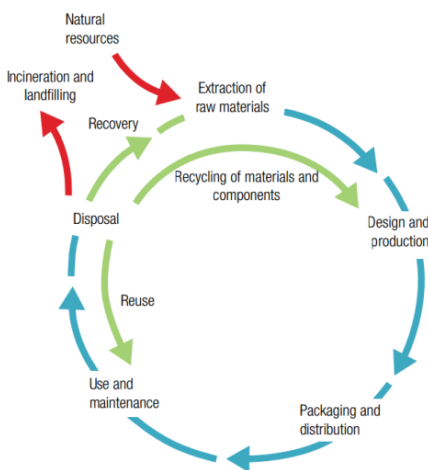 Natural
resources
Incineration and
landfilling
Extraction of
raw materials
Recovery
Recycling of materials and
components
Disposal
Design and
production
Reuse
Use and
maintenance
Packaging and
distribution